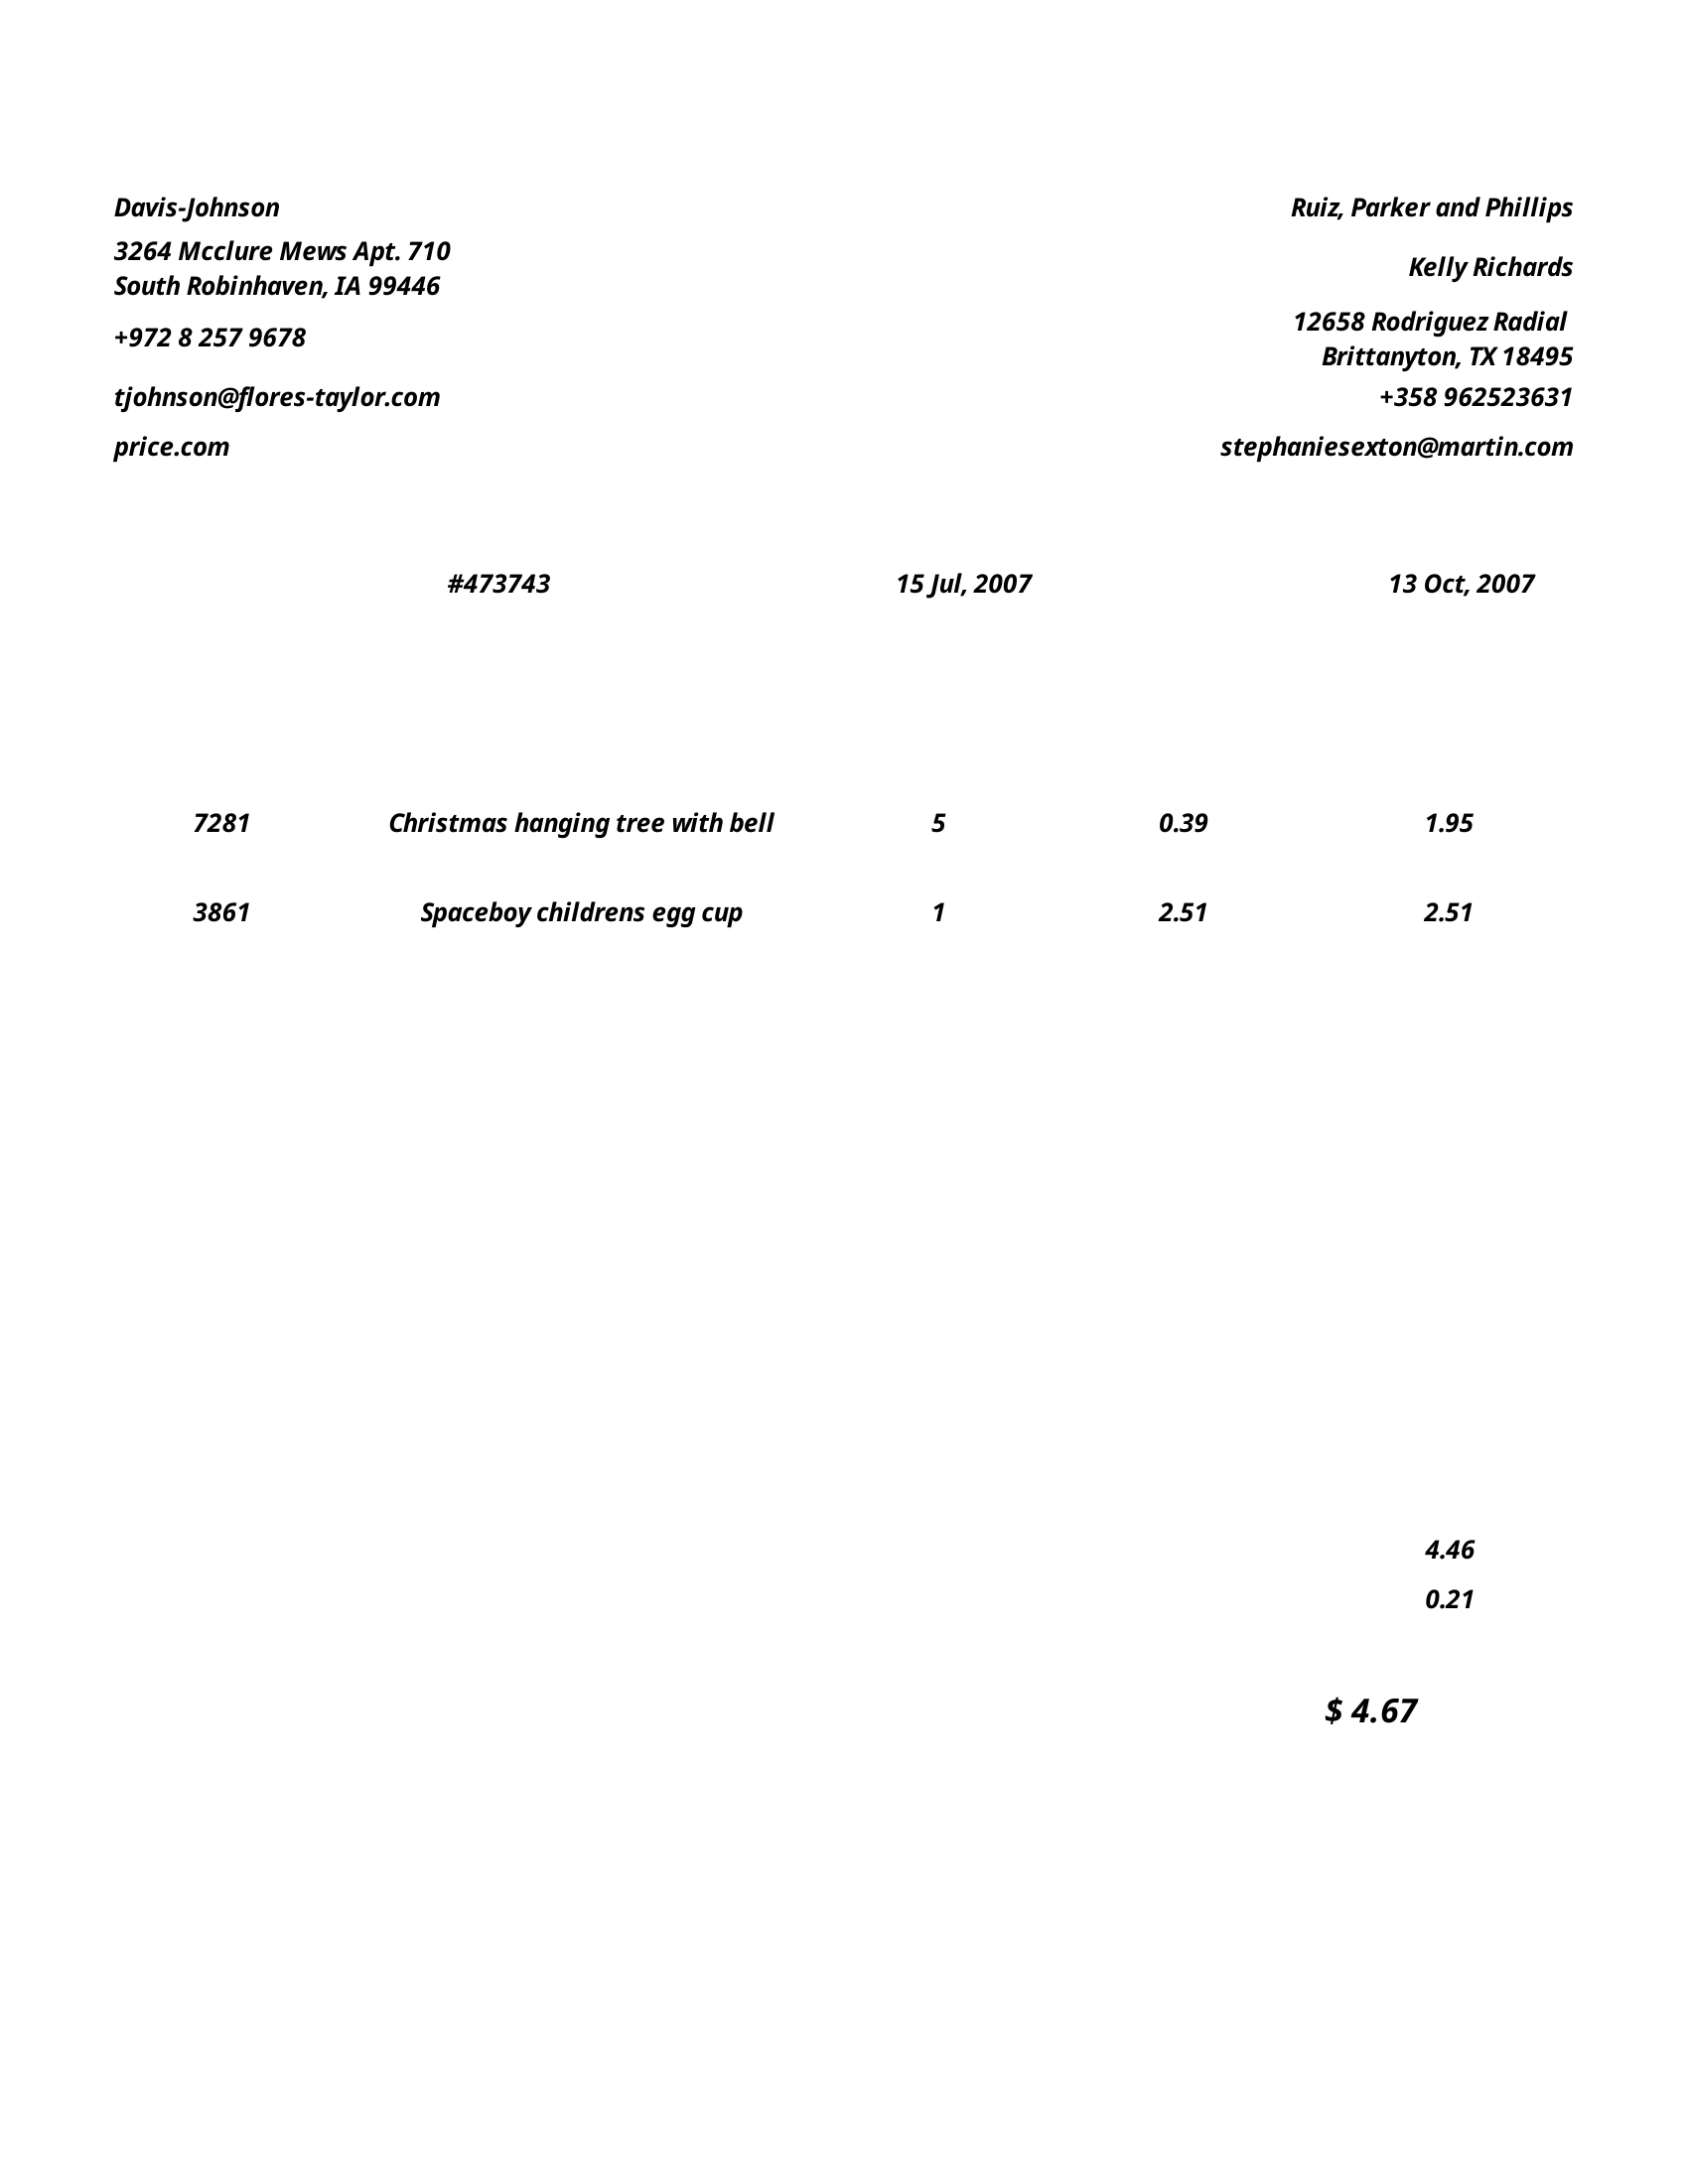 Davis-Johnson
3264 Mcclure Mews Apt. 710
South Robinhaven, IA 99446
+972 8 257 9678
tjohnson@flores-taylor.com
price.com
Ruiz, Parker and Phillips
Kelly Richards
12658 Rodriguez Radial
Brittanyton, TX 18495
+358 962523631
stephaniesexton@martin.com
#473743 15 Jul, 2007 13 Oct, 2007
7281 Christmas hanging tree with bell 5 0.39 1.95
3861 Spaceboy childrens egg cup 1 2.51 2.51
4.46
0.21
$ 4.67